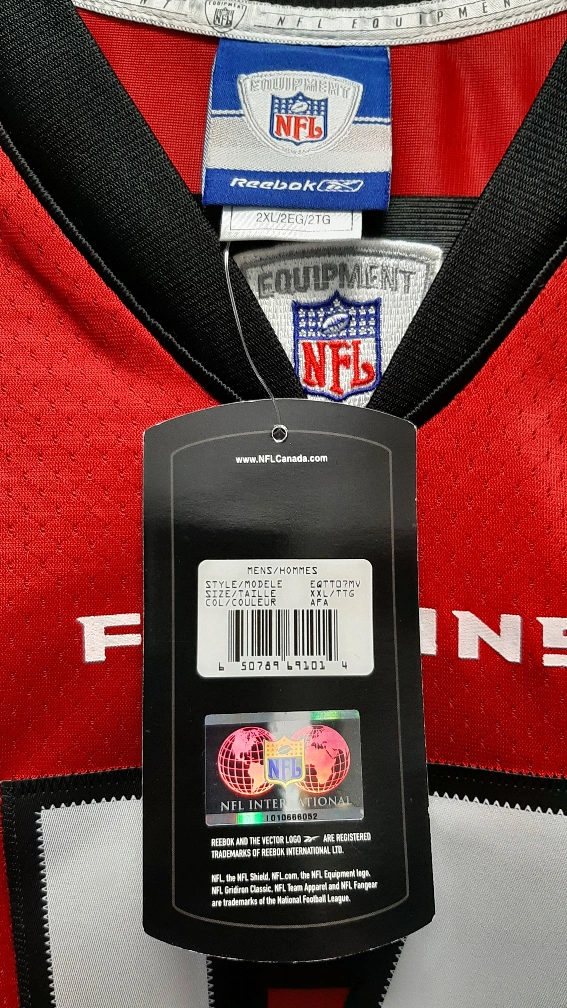 EQUIPMENT
NFL EQUIPMEN
EQUIPMENT
NFL
Reebok
2XL/2EG/2TG
EQUIPMENT
NFL
www.NFLCanada.com
MENS/HOMMES
STYLE/MODELE EQTT07MV
SIZE/TAILLE XXL/TTG
COL/COULEUR AFA
6 50789 69101 4
F INS
NFL
NFL INTERNATIONAL
1010666052
REEBOK AND THE VECTOR LOGO ARE REGISTERED
TRADEMARKS OF REEBOK INTERNATIONAL LTD.
NFL, the NFL Shield, NFL.com, the NFL Equipment logo,
NFL Gridiron Classic, NFL Team Apparel and NFL Fangear
are trademarks of the National Football League.